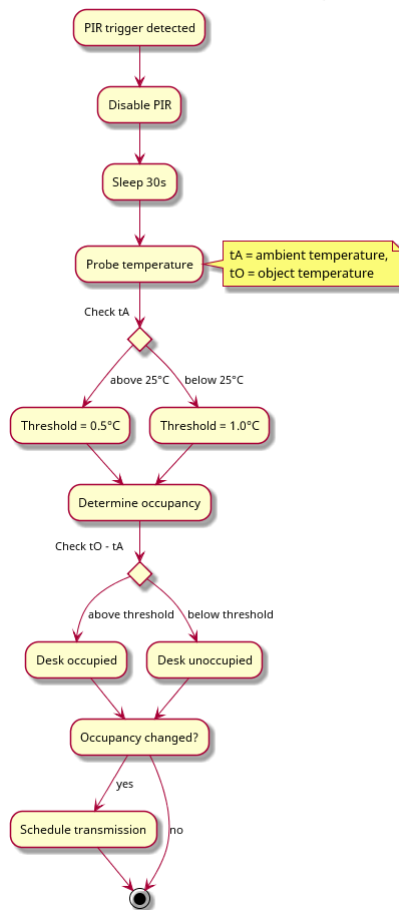 PIR trigger detected
Disable PIR
Sleep 30s
Probe temperature
tA = ambient temperature,
tO = object temperature
Check tA
above 25°C
below 25°C
Threshold = 0.5°C
Threshold = 1.0°C
Determine occupancy
Check tO - tA
above threshold
below threshold
Desk occupied
Desk unoccupied
Occupancy changed?
yes
Schedule transmission
no